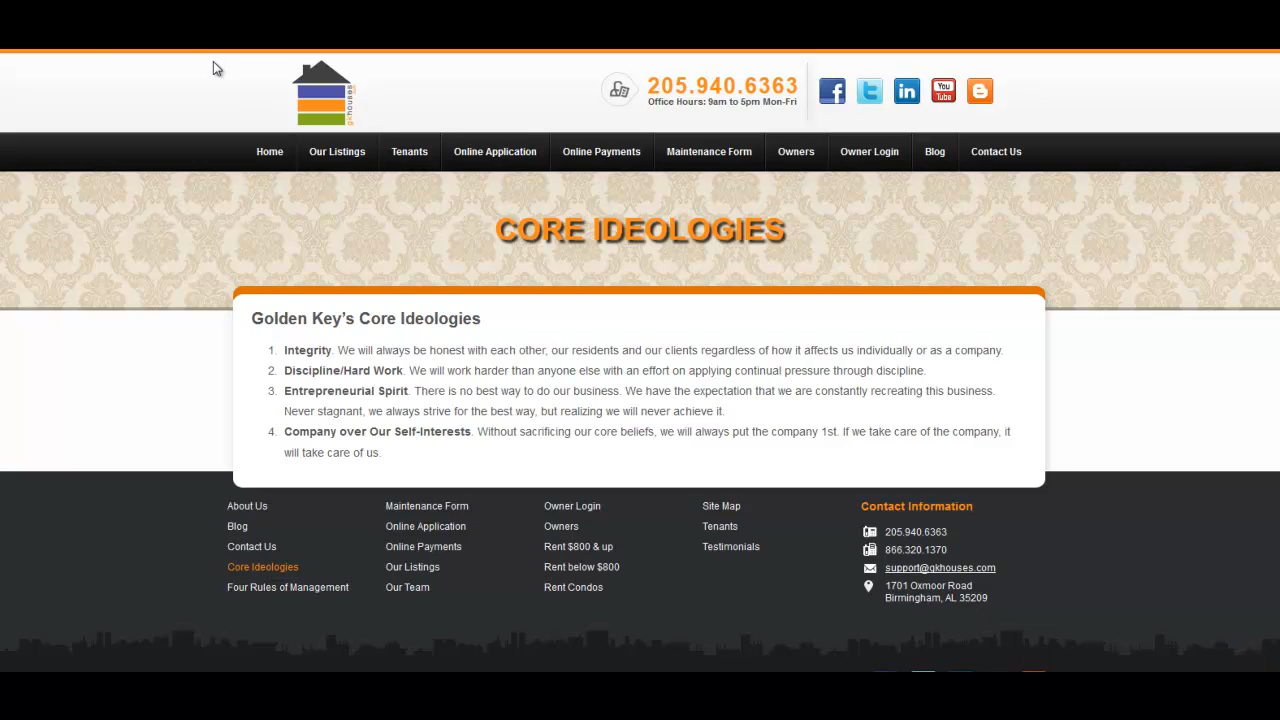 gkhouses
205.940.6363
Office Hours: 9am to 5pm Mon-Fri
You
Tube
Home
Our Listings
Tenants
Online Application
Online Payments
Maintenance Form
Owners
Owner Login
Blog
Contact Us
CORE IDEOLOGIES
Golden Key’s Core Ideologies
1. Integrity. We will always be honest with each other, our residents and our clients regardless of how it affects us individually or as a company.
2. Discipline/Hard Work. We will work harder than anyone else with an effort on applying continual pressure through discipline.
3. Entrepreneurial Spirit. There is no best way to do our business. We have the expectation that we are constantly recreating this business.
Never stagnant, we always strive for the best way, but realizing we will never achieve it.
4. Company over Our Self-Interests. Without sacrificing our core beliefs, we will always put the company 1st. If we take care of the company, it
will take care of us.
About Us
Blog
Contact Us
Core Ideologies
Four Rules of Management
Maintenance Form
Online Application
Online Payments
Our Listings
Our Team
Owner Login
Owners
Rent $800 & up
Rent below $800
Rent Condos
Site Map
Tenants
Testimonials
Contact Information
205.940.6363
866.320.1370
support@gkhouses.com
1701 Oxmoor Road
Birmingham, AL 35209